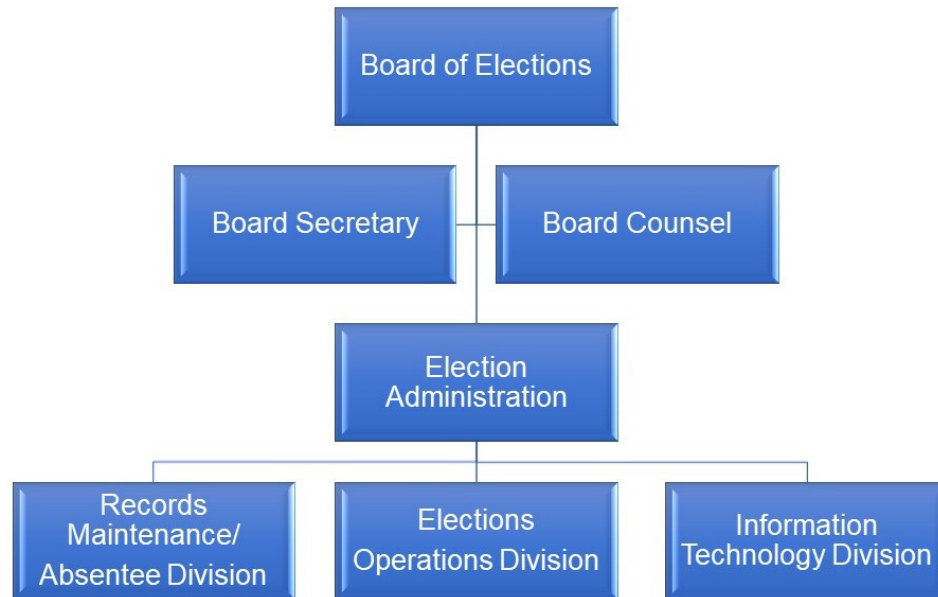 Board of Elections
Board Secretary
Board Counsel
Election
Administration
Records
Maintenance/
Absentee Division
Elections
Operations Division
Information
Technology Division